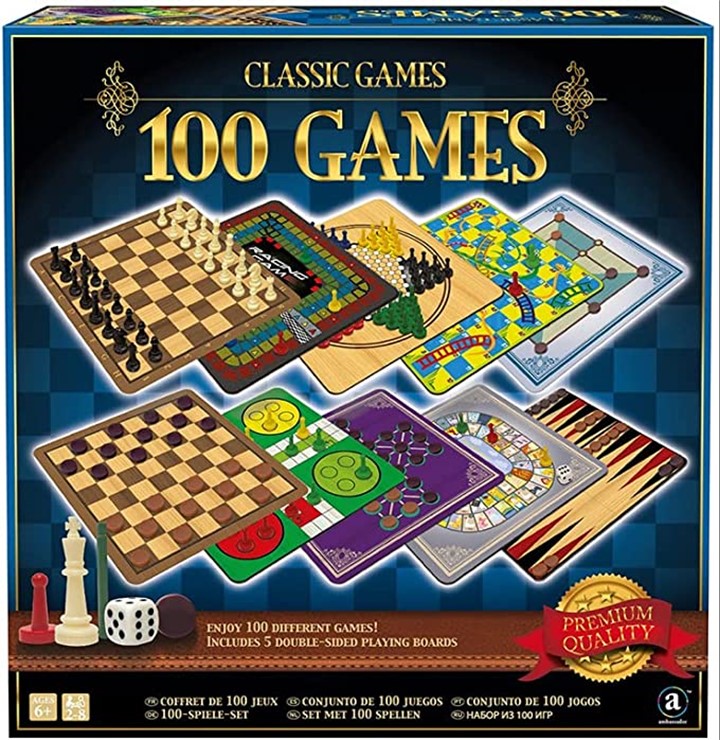 CLASSIC GAMES
100 GAMES
RACING GAME
PREMIUM
QUALITY
ENJOY 100 DIFFERENT GAMES!
INCLUDES 5 DOUBLE-SIDED PLAYING BOARDS
AGES
6+
2-8
FR COFFRET DE 100 JEUX ES CONJUNTO DE 100 JUEGOS PT CONJUNTO DE 100 JOGOS
DE 100-SPIELE-SET NL SET MET 100 SPELLEN RU НАБОР ИЗ 100 ИГР
a
ambassador